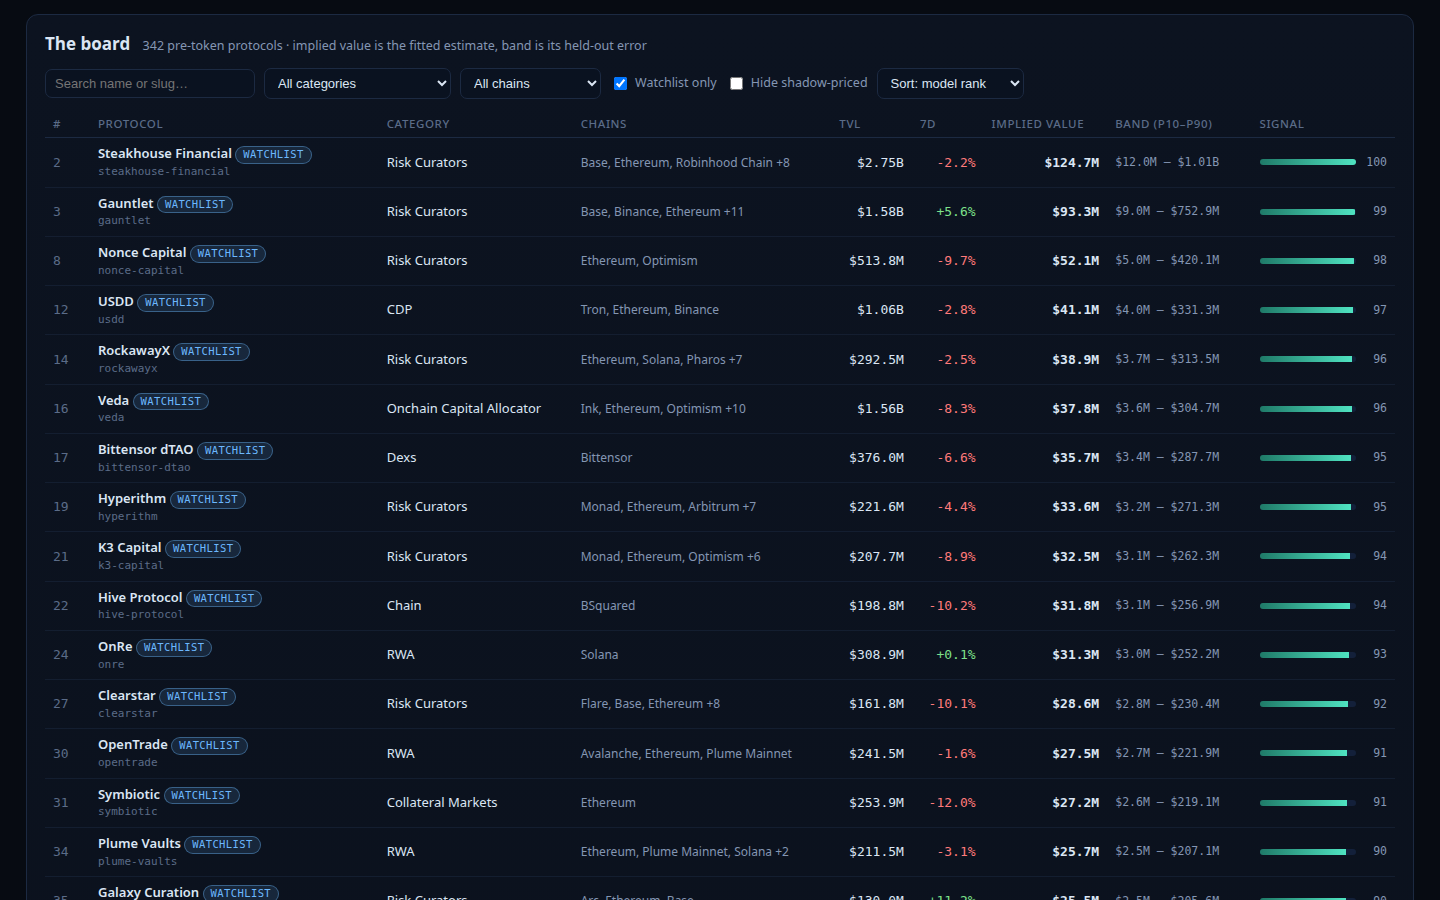 The board 342 pre-token protocols · implied value is the fitted estimate, band is its held-out error
Search name or slug… All categories All chains Watchlist only Hide shadow-priced Sort: model rank
# PROTOCOL CATEGORY CHAINS TVL 7D IMPLIED VALUE BAND (P10–P90) SIGNAL
2 Steakhouse Financial WATCHLIST Risk Curators Base, Ethereum, Robinhood Chain +8 $2.75B -2.2% $124.7M $12.0M — $1.01B 100
steakhouse-financial
3 Gauntlet WATCHLIST Risk Curators Base, Binance, Ethereum +11 $1.58B +5.6% $93.3M $9.0M — $752.9M 99
gauntlet
8 Nonce Capital WATCHLIST Risk Curators Ethereum, Optimism $513.8M -9.7% $52.1M $5.0M — $420.1M 98
nonce-capital
12 USDD WATCHLIST CDP Tron, Ethereum, Binance $1.06B -2.8% $41.1M $4.0M — $331.3M 97
usdd
14 RockawayX WATCHLIST Risk Curators Ethereum, Solana, Pharos +7 $292.5M -2.5% $38.9M $3.7M — $313.5M 96
rockawayx
16 Veda WATCHLIST Onchain Capital Allocator Ink, Ethereum, Optimism +10 $1.56B -8.3% $37.8M $3.6M — $304.7M 96
veda
17 Bittensor dTAO WATCHLIST Dexs Bittensor $376.0M -6.6% $35.7M $3.4M — $287.7M 95
bittensor-dtao
19 Hyperithm WATCHLIST Risk Curators Monad, Ethereum, Arbitrum +7 $221.6M -4.4% $33.6M $3.2M — $271.3M 95
hyperithm
21 K3 Capital WATCHLIST Risk Curators Monad, Ethereum, Optimism +6 $207.7M -8.9% $32.5M $3.1M — $262.3M 94
k3-capital
22 Hive Protocol WATCHLIST Chain BSquared $198.8M -10.2% $31.8M $3.1M — $256.9M 94
hive-protocol
24 OnRe WATCHLIST RWA Solana $308.9M +0.1% $31.3M $3.0M — $252.2M 93
onre
27 Clearstar WATCHLIST Risk Curators Flare, Base, Ethereum +8 $161.8M -10.1% $28.6M $2.8M — $230.4M 92
clearstar
30 OpenTrade WATCHLIST RWA Avalanche, Ethereum, Plume Mainnet $241.5M -1.6% $27.5M $2.7M — $221.9M 91
opentrade
31 Symbiotic WATCHLIST Collateral Markets Ethereum $253.9M -12.0% $27.2M $2.6M — $219.1M 91
symbiotic
34 Plume Vaults WATCHLIST RWA Ethereum, Plume Mainnet, Solana +2 $211.5M -3.1% $25.7M $2.5M — $207.1M 90
plume-vaults
Galaxy Curation WATCHLIST